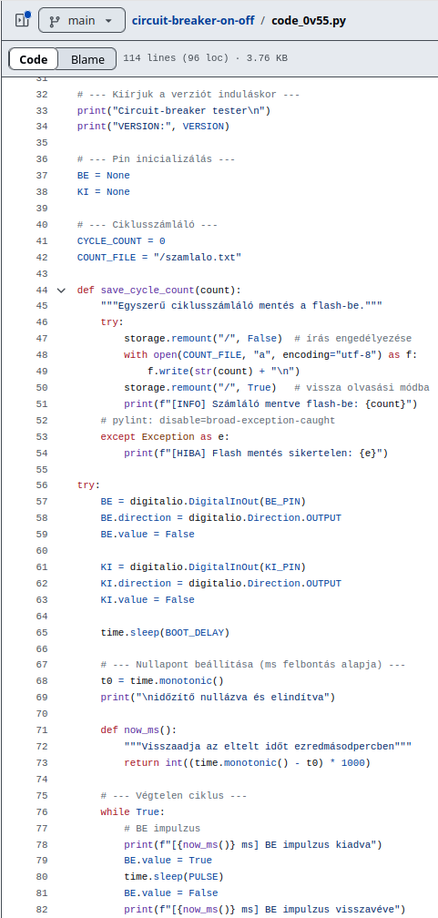 main
circuit-breaker-on-off / code_0v55.py
Code Blame 114 lines (96 loc) · 3.76 KB
31
32 # --- Kiírjuk a verziót induláskor ---
33 print("Circuit-breaker tester\n")
34 print("VERSION:", VERSION)
35
36 # --- Pin inicializálás ---
37 BE = None
38 KI = None
39
40 # --- Ciklusszámláló ---
41 CYCLE_COUNT = 0
42 COUNT_FILE = "/szamlalo.txt"
43
44 def save_cycle_count(count):
45 """Egyszerű ciklusszámláló mentés a flash-be."""
46 try:
47 storage.remount("/", False) # írás engedélyezése
48 with open(COUNT_FILE, "a", encoding="utf-8") as f:
49 f.write(str(count) + "\n")
50 storage.remount("/", True) # vissza olvasási módba
51 print(f"[INFO] Számláló mentve flash-be: {count}")
52 # pylint: disable=broad-exception-caught
53 except Exception as e:
54 print(f"[HIBA] Flash mentés sikertelen: {e}")
55
56 try:
57 BE = digitalio.DigitalInOut(BE_PIN)
58 BE.direction = digitalio.Direction.OUTPUT
59 BE.value = False
60
61 KI = digitalio.DigitalInOut(KI_PIN)
62 KI.direction = digitalio.Direction.OUTPUT
63 KI.value = False
64
65 time.sleep(BOOT_DELAY)
66
67 # --- Nullapont beállítása (ms felbontás alapja) ---
68 t0 = time.monotonic()
69 print("\nidőzítő nullázva és elindítva")
70
71 def now_ms():
72 """Visszaadja az eltelt időt ezredmásodpercben"""
73 return int((time.monotonic() - t0) * 1000)
74
75 # --- Végtelen ciklus ---
76 while True:
77 # BE impulzus
78 print(f"[{now_ms()} ms] BE impulzus kiadva")
79 BE.value = True
80 time.sleep(PULSE)
81 BE.value = False
82 print(f"[{now_ms()} ms] BE impulzus visszavéve")